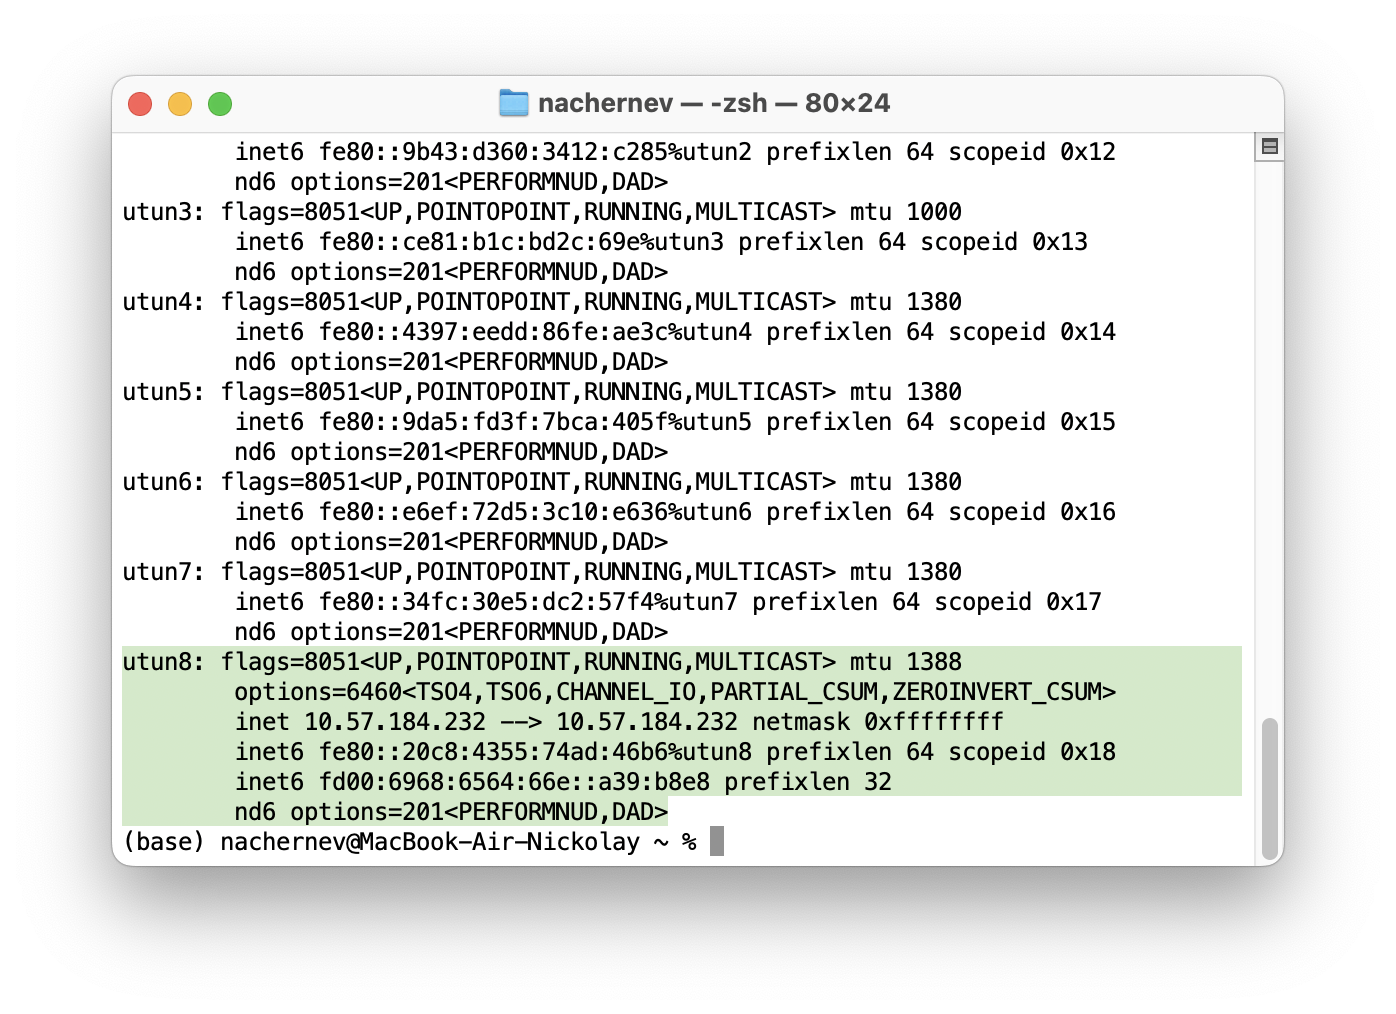 nachernev — -zsh — 80×24
inet6 fe80::9b43:d360:3412:c285%utun2 prefixlen 64 scopeid 0x12
nd6 options=201<PERFORMNUD,DAD>
utun3: flags=8051<UP,POINTOPOINT,RUNNING,MULTICAST> mtu 1000
inet6 fe80::ce81:b1c:bd2c:69e%utun3 prefixlen 64 scopeid 0x13
nd6 options=201<PERFORMNUD,DAD>
utun4: flags=8051<UP,POINTOPOINT,RUNNING,MULTICAST> mtu 1380
inet6 fe80::4397:eedd:86fe:ae3c%utun4 prefixlen 64 scopeid 0x14
nd6 options=201<PERFORMNUD,DAD>
utun5: flags=8051<UP,POINTOPOINT,RUNNING,MULTICAST> mtu 1380
inet6 fe80::9da5:fd3f:7bca:405f%utun5 prefixlen 64 scopeid 0x15
nd6 options=201<PERFORMNUD,DAD>
utun6: flags=8051<UP,POINTOPOINT,RUNNING,MULTICAST> mtu 1380
inet6 fe80::e6ef:72d5:3c10:e636%utun6 prefixlen 64 scopeid 0x16
nd6 options=201<PERFORMNUD,DAD>
utun7: flags=8051<UP,POINTOPOINT,RUNNING,MULTICAST> mtu 1380
inet6 fe80::34fc:30e5:dc2:57f4%utun7 prefixlen 64 scopeid 0x17
nd6 options=201<PERFORMNUD,DAD>
utun8: flags=8051<UP,POINTOPOINT,RUNNING,MULTICAST> mtu 1388
options=6460<TSO4,TSO6,CHANNEL_IO,PARTIAL_CSUM,ZEROINVERT_CSUM>
inet 10.57.184.232 --> 10.57.184.232 netmask 0xffffffff
inet6 fe80::20c8:4355:74ad:46b6%utun8 prefixlen 64 scopeid 0x18
inet6 fd00:6968:6564:66e::a39:b8e8 prefixlen 32
nd6 options=201<PERFORMNUD,DAD>
(base) nachernev@MacBook-Air-Nickolay ~ %